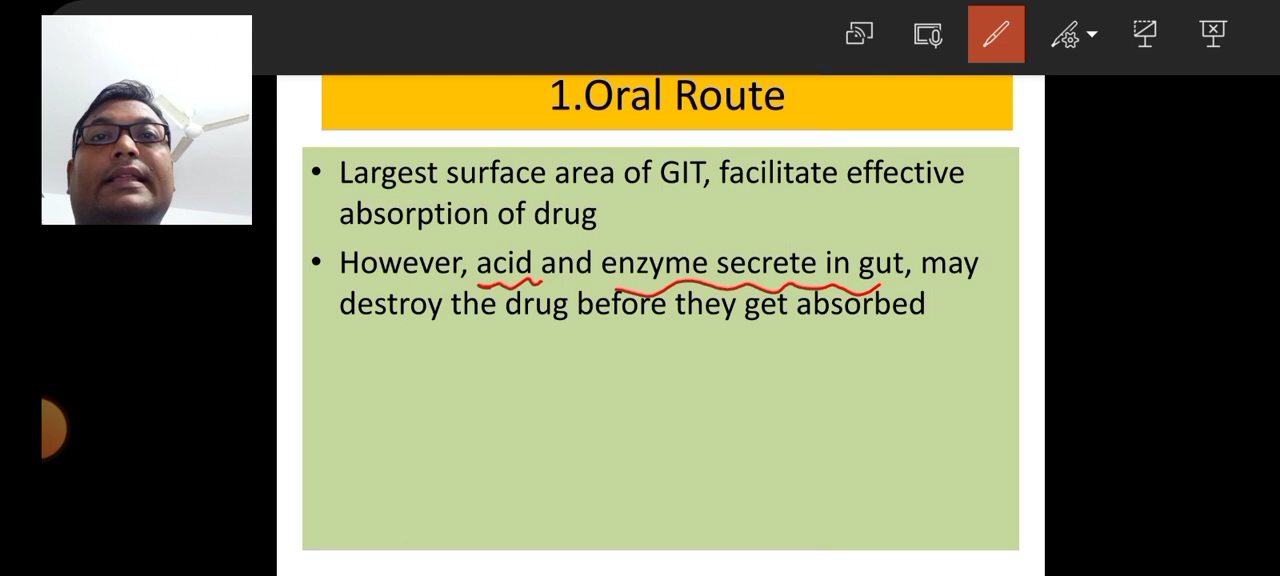 1.Oral Route
• Largest surface area of GIT, facilitate effective
absorption of drug
• However, acid and enzyme secrete in gut, may
destroy the drug before they get absorbed